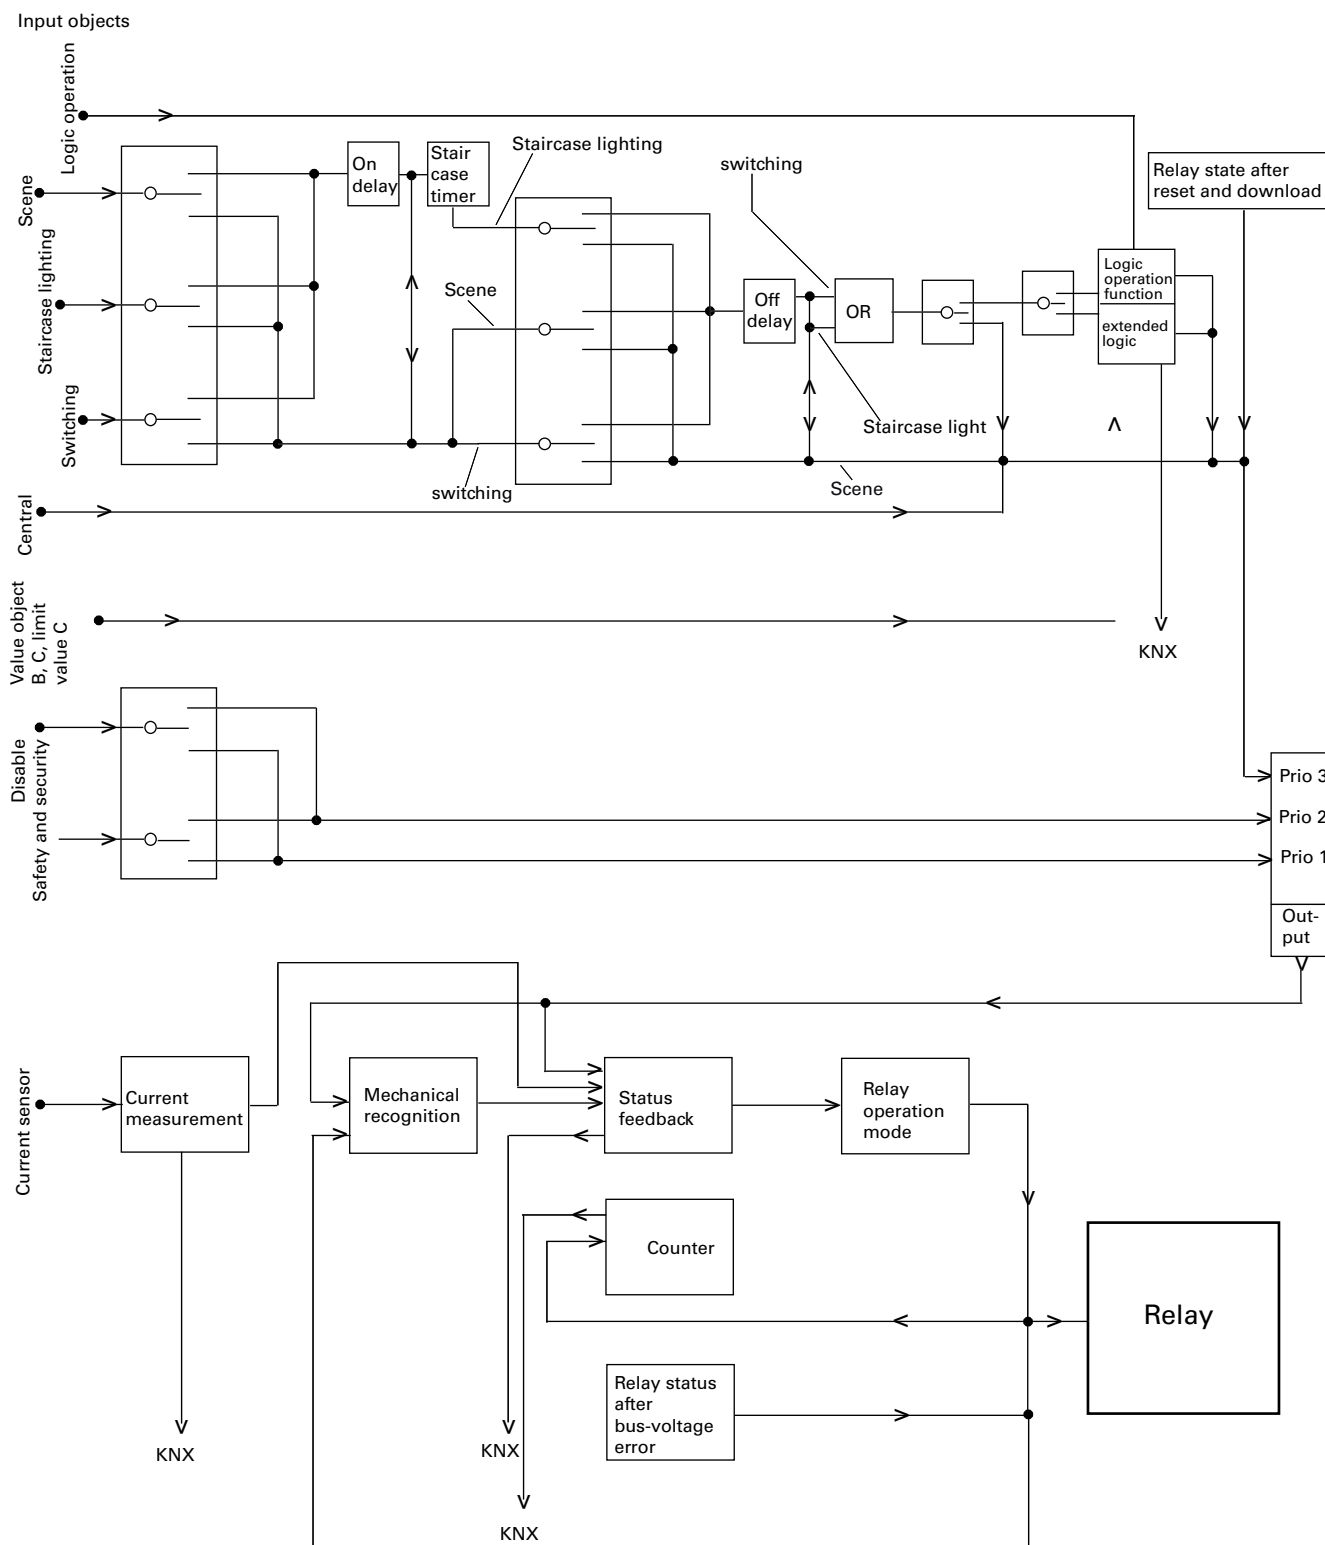 Input objects
Logic operation
Scene
Staircase lighting
Switching
Central
Value object
B, C, limit
value C
Disable
Safety and security
Current sensor
On
delay
Stair
case
timer
Staircase lighting
switching
Relay state after
reset and download
Scene
Off
delay
OR
Logic
operation
function
extended
logic
Staircase light
switching
Scene
KNX
Prio 3
Prio 2
Prio 1
Out-
put
Current
measurement
Mechanical
recognition
Status
feedback
Relay
operation
mode
Counter
Relay
Relay status
after
bus-voltage
error
KNX
KNX
KNX